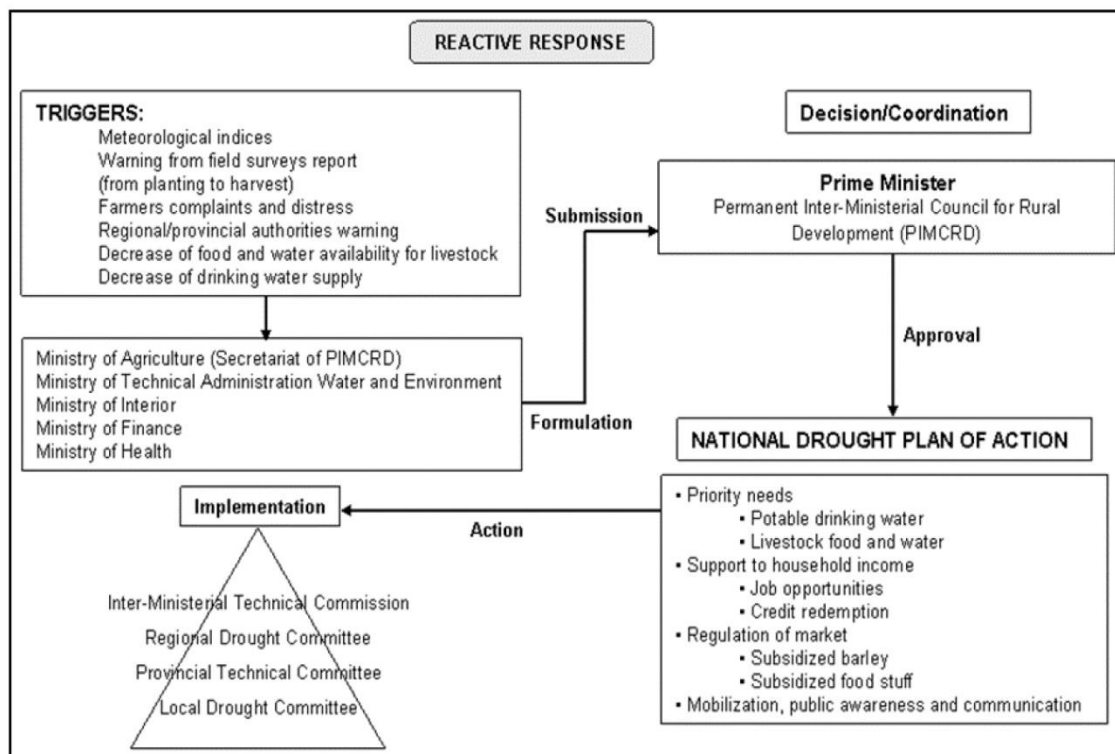 REACTIVE RESPONSE
TRIGGERS:
Meteorological indices
Warning from field surveys report
(from planting to harvest)
Farmers complaints and distress
Regional/provincial authorities warning
Decrease of food and water availability for livestock
Decrease of drinking water supply
Ministry of Agriculture (Secretariat of PIMCRD)
Ministry of Technical Administration Water and Environment
Ministry of Interior
Ministry of Finance
Ministry of Health
Formulation
Submission
Decision/Coordination
Prime Minister
Permanent Inter-Ministerial Council for Rural
Development (PIMCRD)
Approval
NATIONAL DROUGHT PLAN OF ACTION
▪ Priority needs
▪ Potable drinking water
▪ Livestock food and water
▪ Support to household income
▪ Job opportunities
▪ Credit redemption
▪ Regulation of market
▪ Subsidized barley
▪ Subsidized food stuff
▪ Mobilization, public awareness and communication
Action
Implementation
Inter-Ministerial Technical Commission
Regional Drought Committee
Provincial Technical Committee
Local Drought Committee